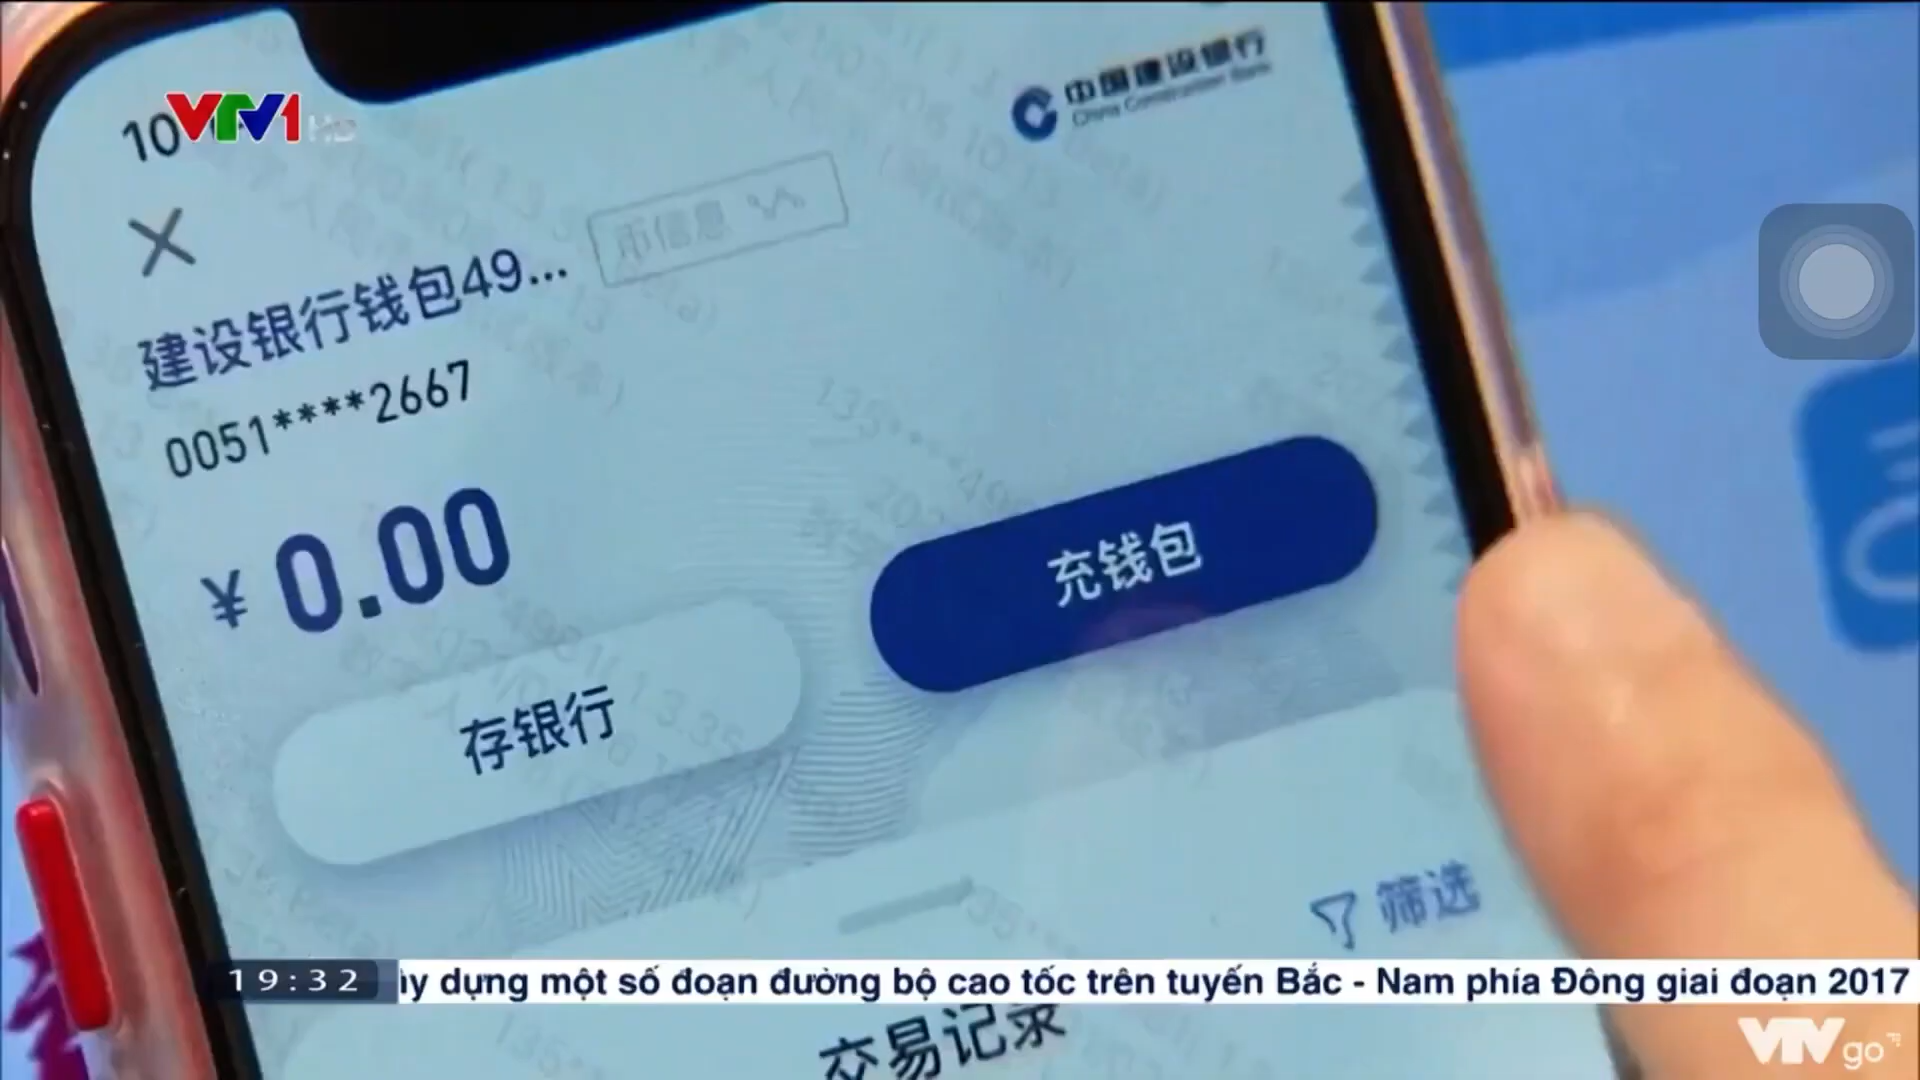 VTV1 HD
10
中国建设银行
China Construction Bank
币信息
建设银行钱包49...
0051****2667
¥ 0.00
充钱包
存银行
筛选
19:32
dựng một số đoạn đường bộ cao tốc trên tuyến Bắc - Nam phía Đông giai đoạn 2017
交易记录
VTV go